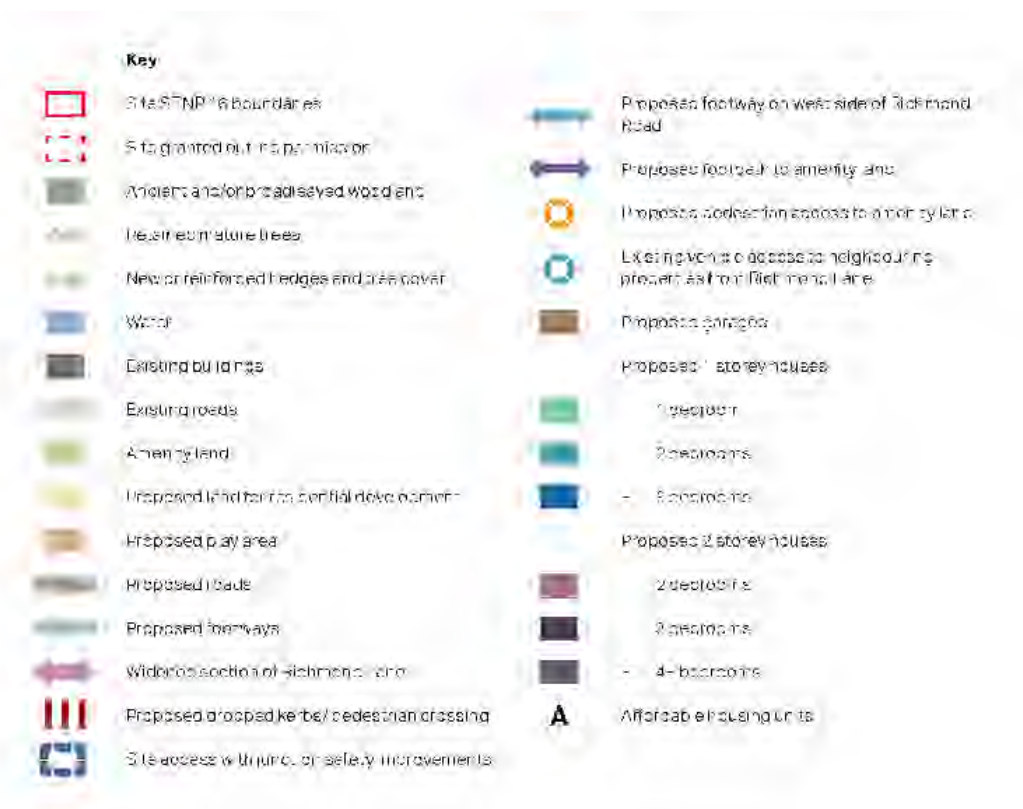 Key
Site STNP16 boundaries
Site granted outline permission
Ancient and/or broadleaved woodland
Retained mature trees
New or reinforced hedges and tree cover
Water
Existing buildings
Existing roads
Amenity land
Proposed land for residential development
Proposed play area
Proposed roads
Proposed footways
Widened section of Richmond Lane
Proposed dropped kerbs/ pedestrian crossing
Site access with junction safety improvements
Proposed footway on west side of Richmond
Road
Proposed footpath to amenity land
Proposed pedestrian access to amenity land
Existing vehicle access to neighbouring
properties from Richmond Lane
Proposed garages
Proposed 1 storey houses
1 bedroom
2 bedrooms
- 3 bedrooms
Proposed 2 storey houses
2 bedrooms
bedrooms
- 4+ bedrooms
A Affordable housing units